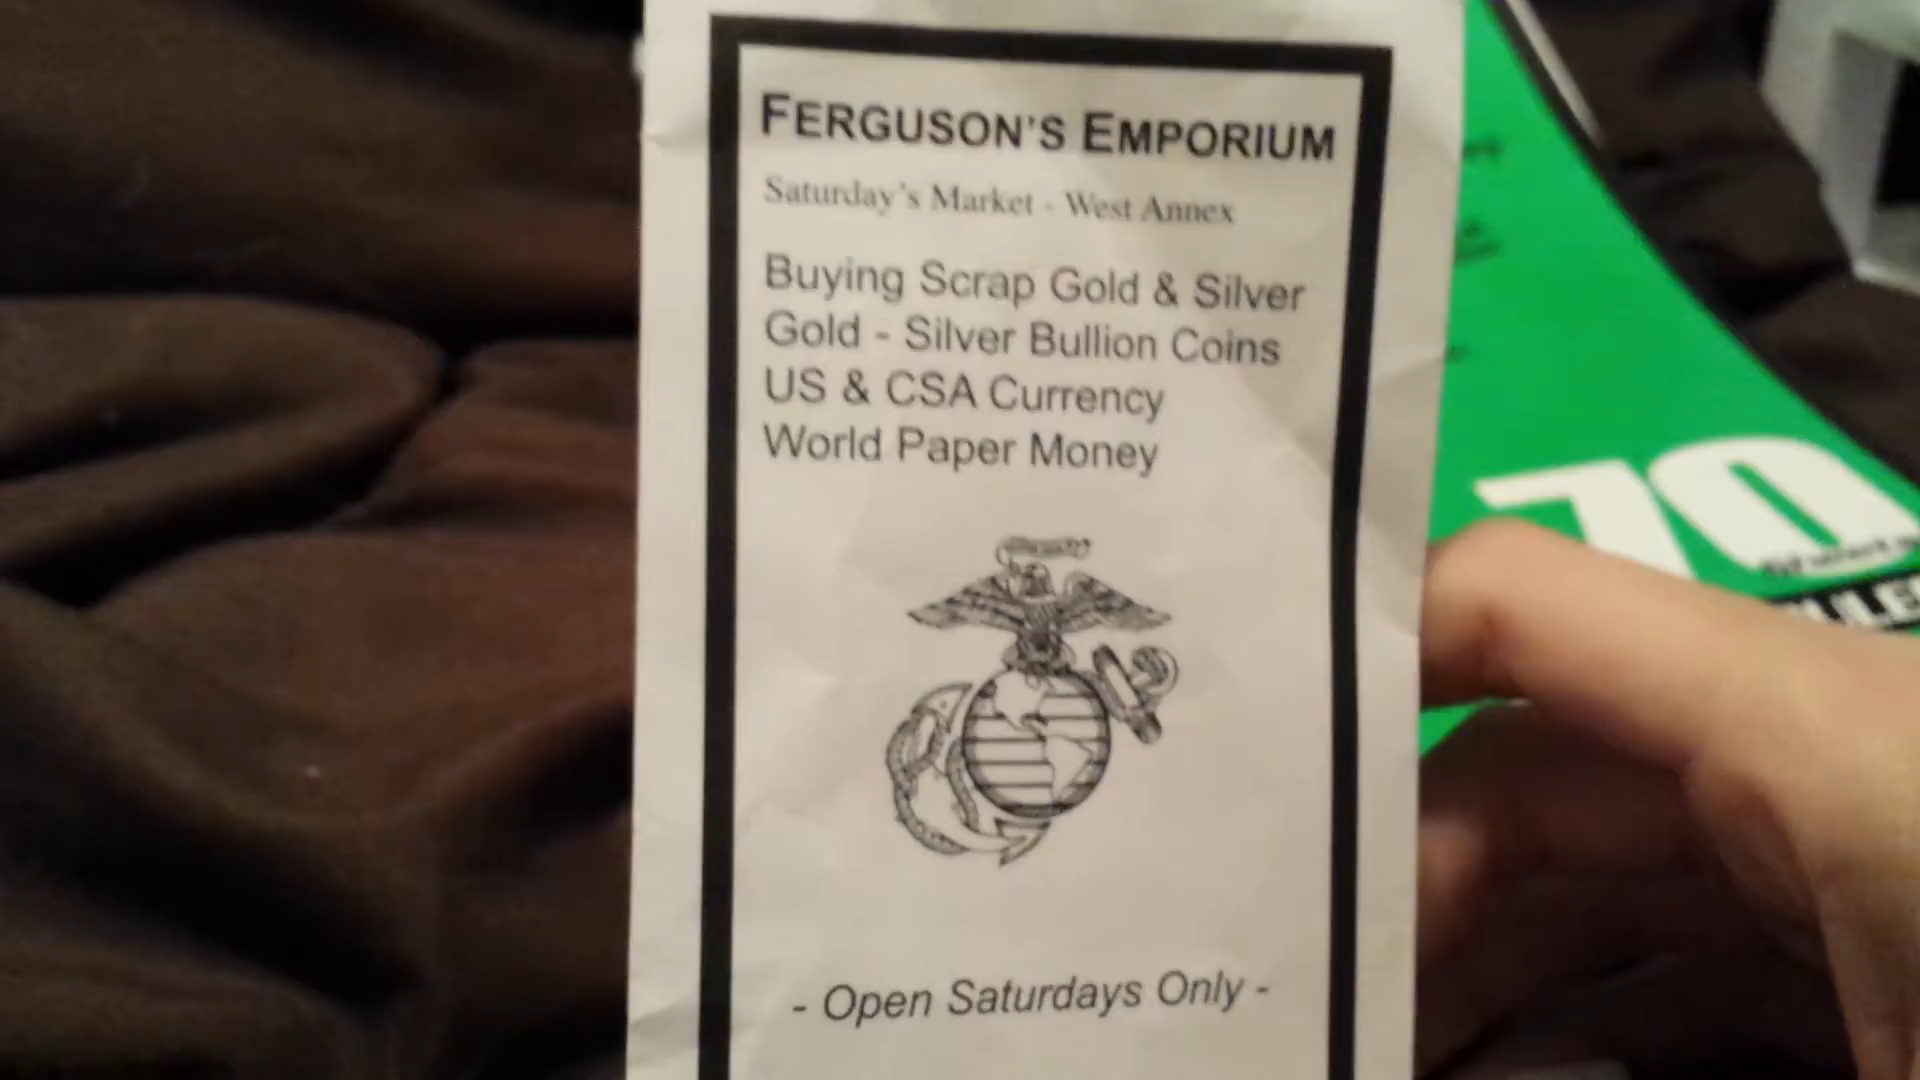 FERGUSON'S EMPORIUM
Saturday's Market - West Annex
Buying Scrap Gold & Silver
Gold - Silver Bullion Coins
US & CSA Currency
World Paper Money
- Open Saturdays Only -
70